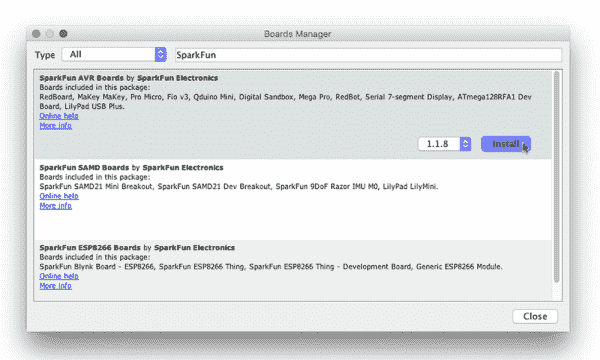 Boards Manager
Type All SparkFun
SparkFun AVR Boards by SparkFun Electronics
Boards included in this package:
RedBoard, MaKey MaKey, Pro Micro, Fio v3, Qduino Mini, Digital Sandbox, Mega Pro, RedBot, Serial 7-segment Display, ATmega128RFA1 Dev
Board, LilyPad USB Plus.
Online help
More info
1.1.8 Install
SparkFun SAMD Boards by SparkFun Electronics
Boards included in this package:
SparkFun SAMD21 Mini Breakout, SparkFun SAMD21 Dev Breakout, SparkFun 9DoF Razor IMU M0, LilyPad LilyMini.
Online help
More info
SparkFun ESP8266 Boards by SparkFun Electronics
Boards included in this package:
SparkFun Blynk Board - ESP8266, SparkFun ESP8266 Thing, SparkFun ESP8266 Thing - Development Board, Generic ESP8266 Module.
Online help
More info
Close